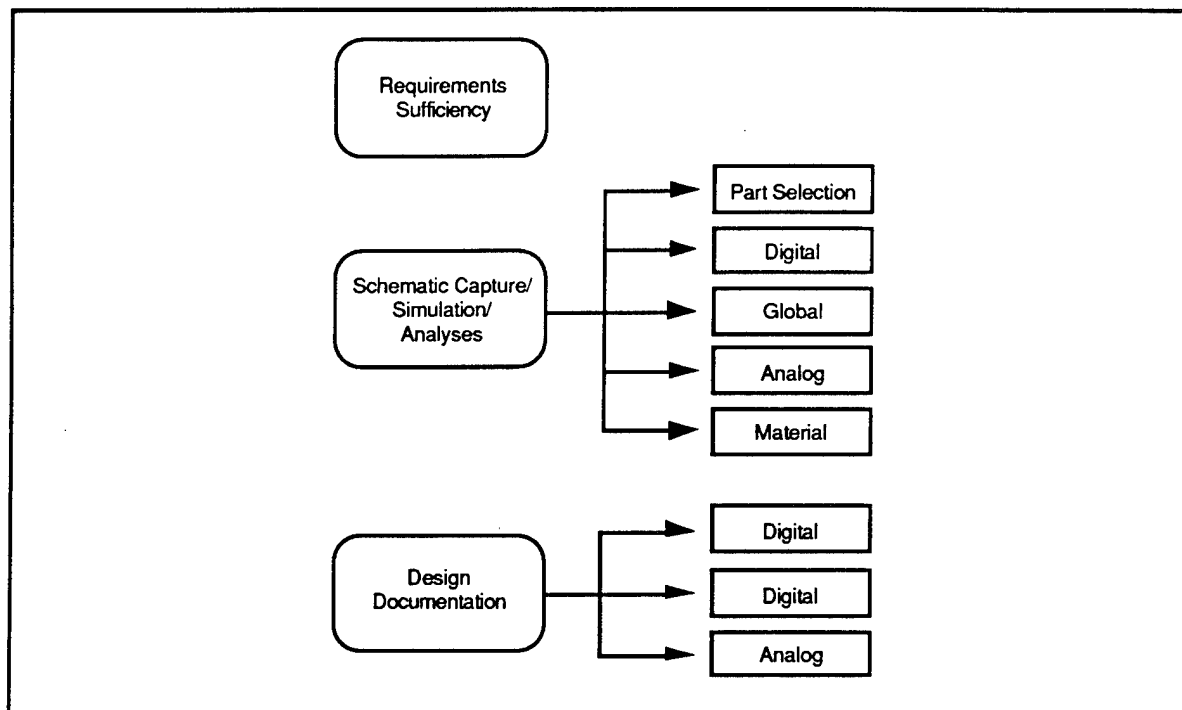 Requirements
Sufficiency
Part Selection
Digital
Schematic Capture/
Simulation/
Analyses
Global
Analog
Material
Digital
Design
Documentation
Digital
Analog